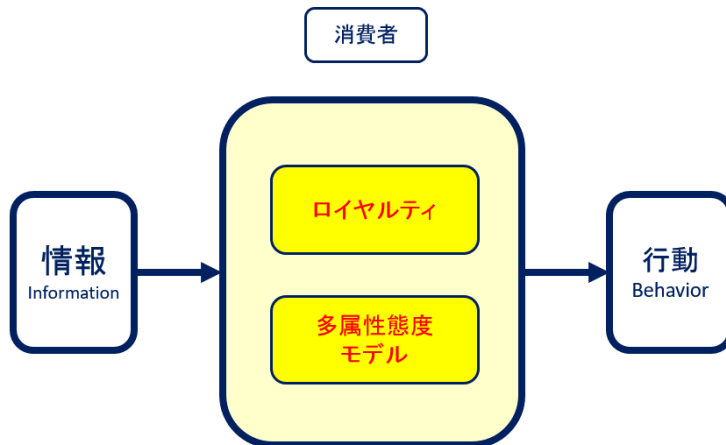 消費者
情報
Information
ロイヤルティ
多属性態度
モデル
行動
Behavior